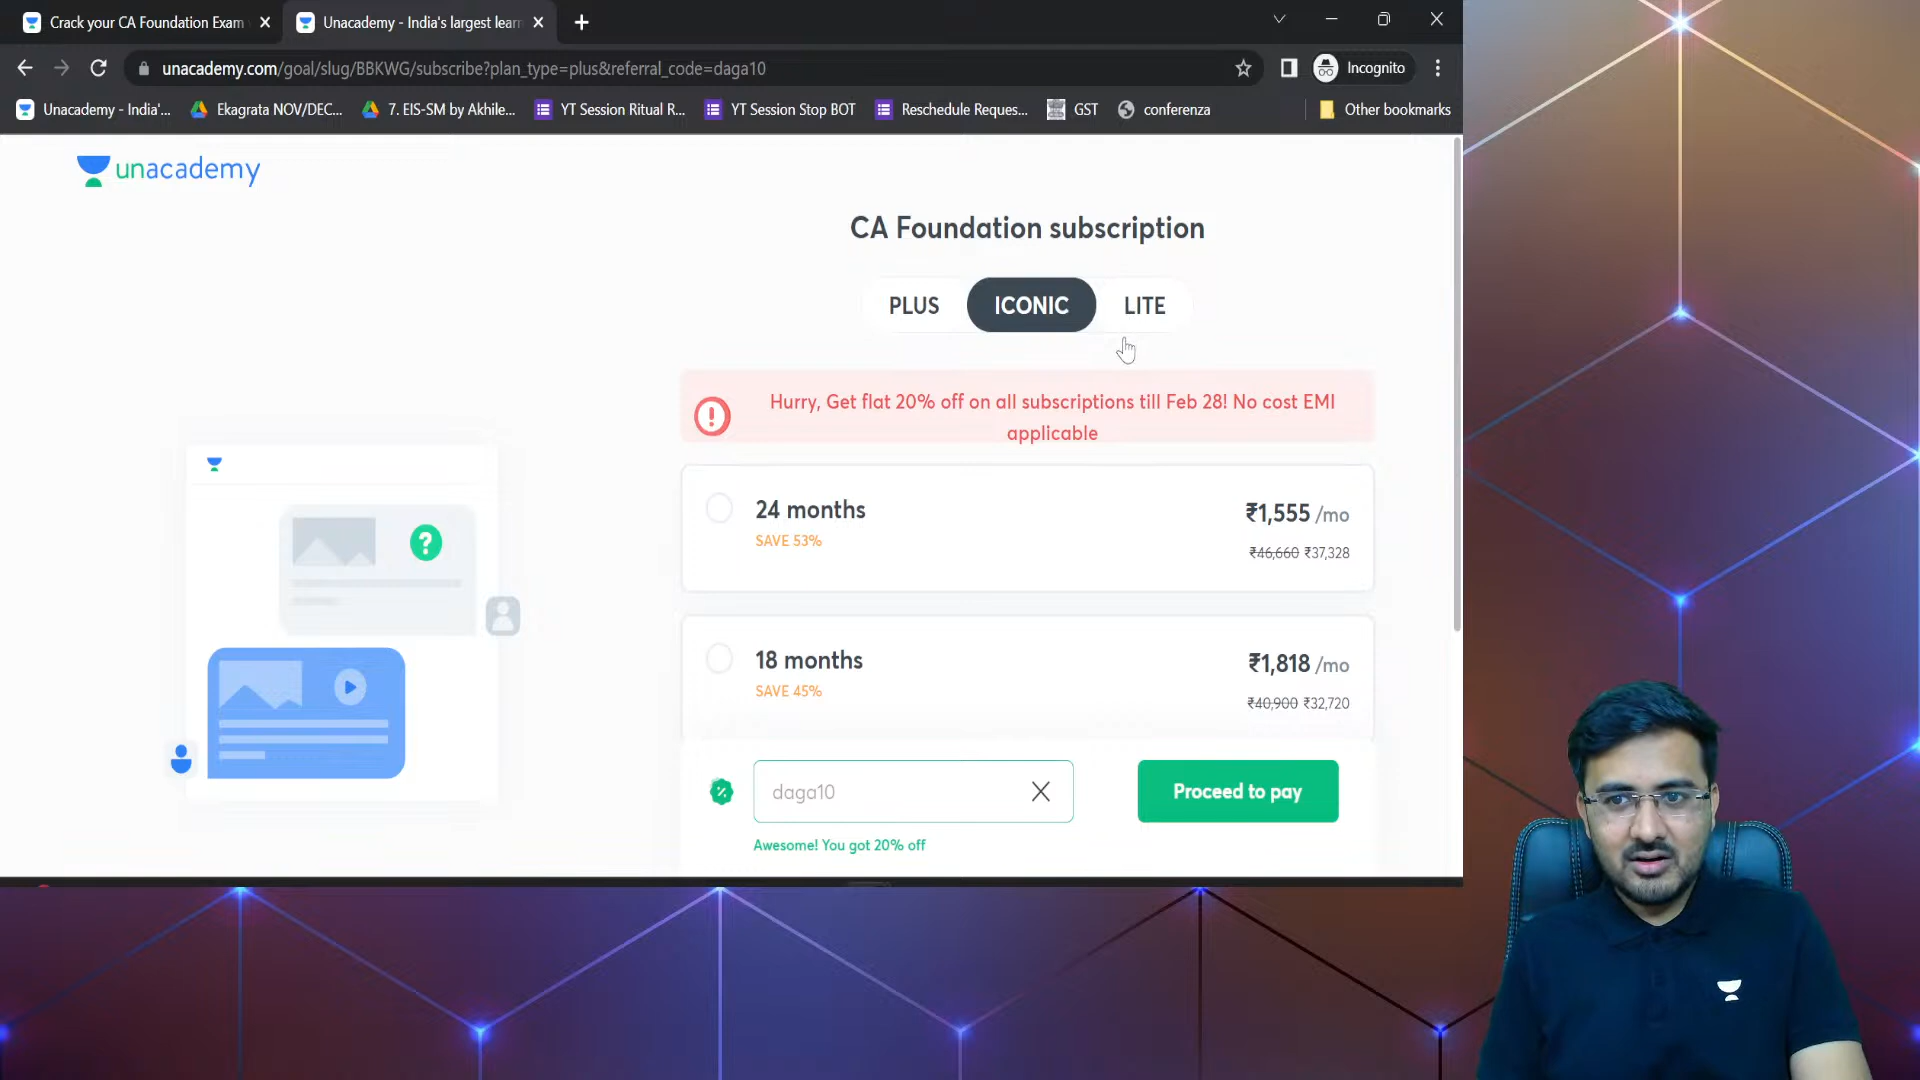 Crack your CA Foundation Exam
Unacademy - India's largest lear
unacademy.com/goal/slug/BBKWG/subscribe?plan_type=plus&referral_code=daga10
Incognito
Unacademy - India'...
Ekagrata NOV/DEC...
7. EIS-SM by Akhile...
YT Session Ritual R...
YT Session Stop BOT
Reschedule Reques...
GST
conferenza
Other bookmarks
unacademy
CA Foundation subscription
PLUS
ICONIC
LITE
Hurry, Get flat 20% off on all subscriptions till Feb 28! No cost EMI
applicable
24 months
₹1,555 /mo
SAVE 53%
₹46,660 ₹37,328
18 months
₹1,818 /mo
SAVE 45%
₹40,900 ₹32,720
daga10
Proceed to pay
Awesome! You got 20% off